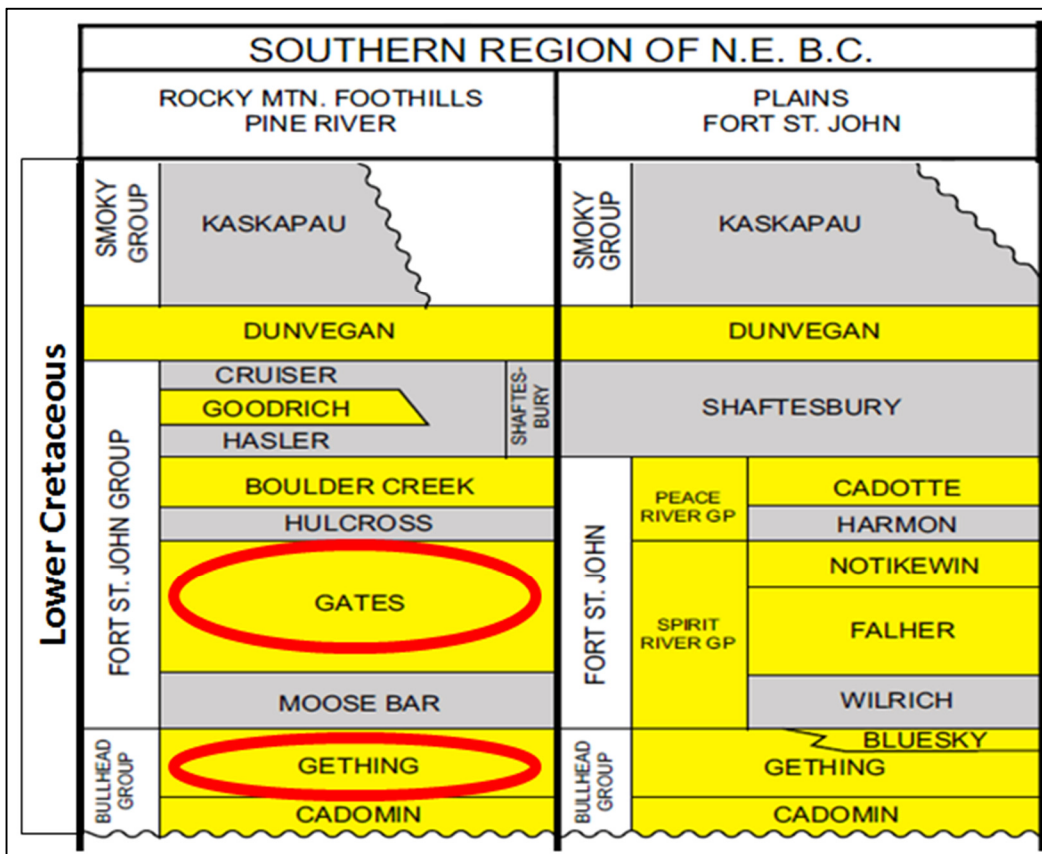 SOUTHERN REGION OF N.E. B.C.
ROCKY MTN. FOOTHILLS
PINE RIVER
PLAINS
FORT ST. JOHN
Lower Cretaceous
SMOKY
GROUP
KASKAPAU
DUNVEGAN
FORT ST. JOHN GROUP
CRUISER
GOODRICH
HASLER
SHAFTES-
BURY
BOULDER CREEK
HULCROSS
GATES
MOOSE BAR
BULLHEAD
GROUP
GETHING
CADOMIN
SMOKY
GROUP
KASKAPAU
DUNVEGAN
SHAFTESBURY
FORT ST. JOHN
PEACE
RIVER GP
CADOTTE
HARMON
SPIRIT
RIVER GP
NOTIKEWIN
FALHER
WILRICH
BULLHEAD
GROUP
BLUESKY
GETHING
CADOMIN